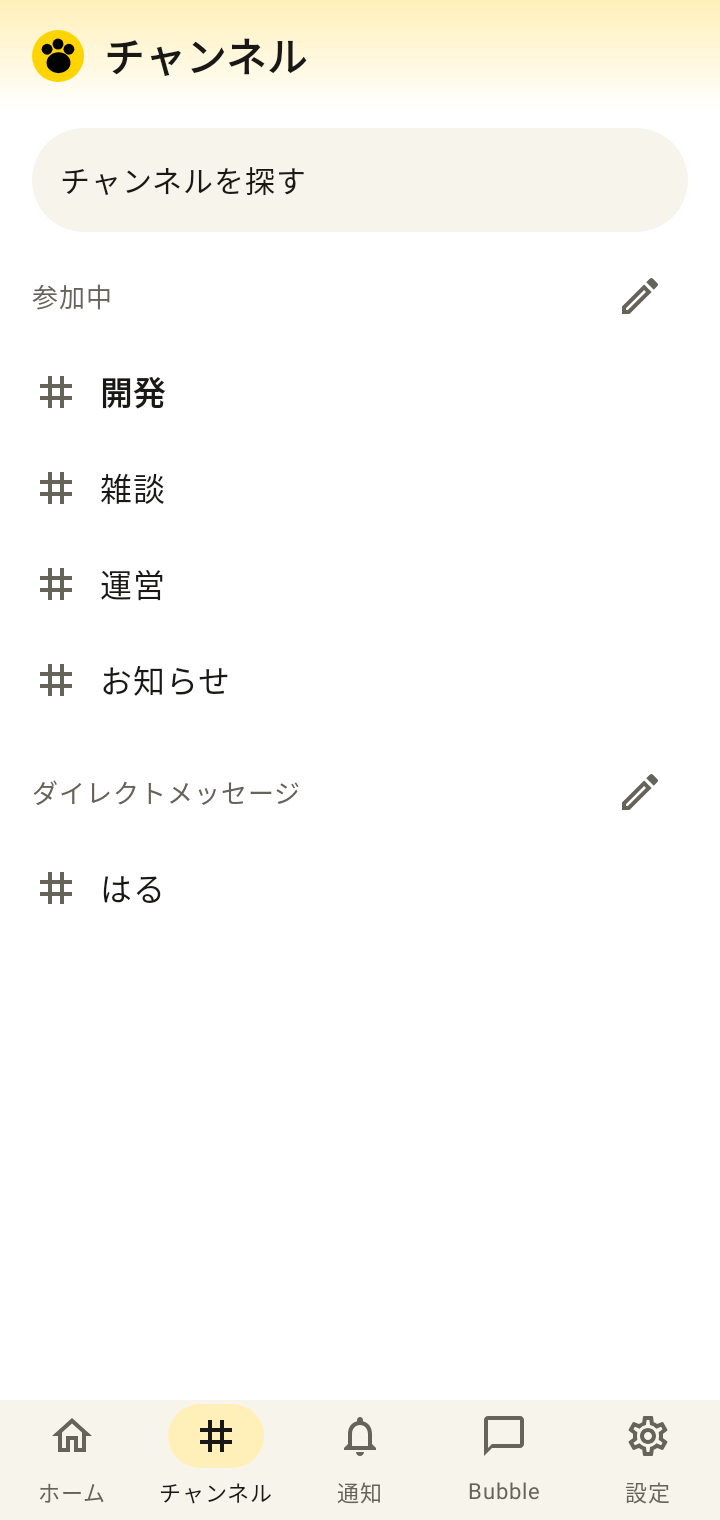 チャンネル
チャンネルを探す
参加中
開発
雑談
運営
お知らせ
ダイレクトメッセージ
はる
ホーム
チャンネル
通知
Bubble
設定